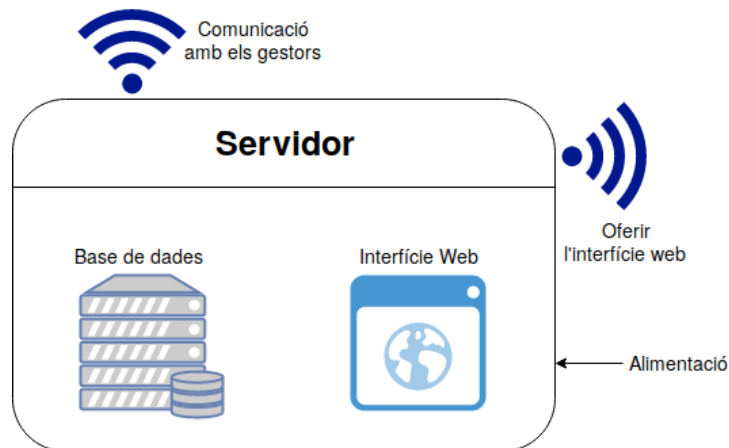 Comunicació
amb els gestors
Servidor
Oferir
l'interfície web
Base de dades
Interfície Web
Alimentació